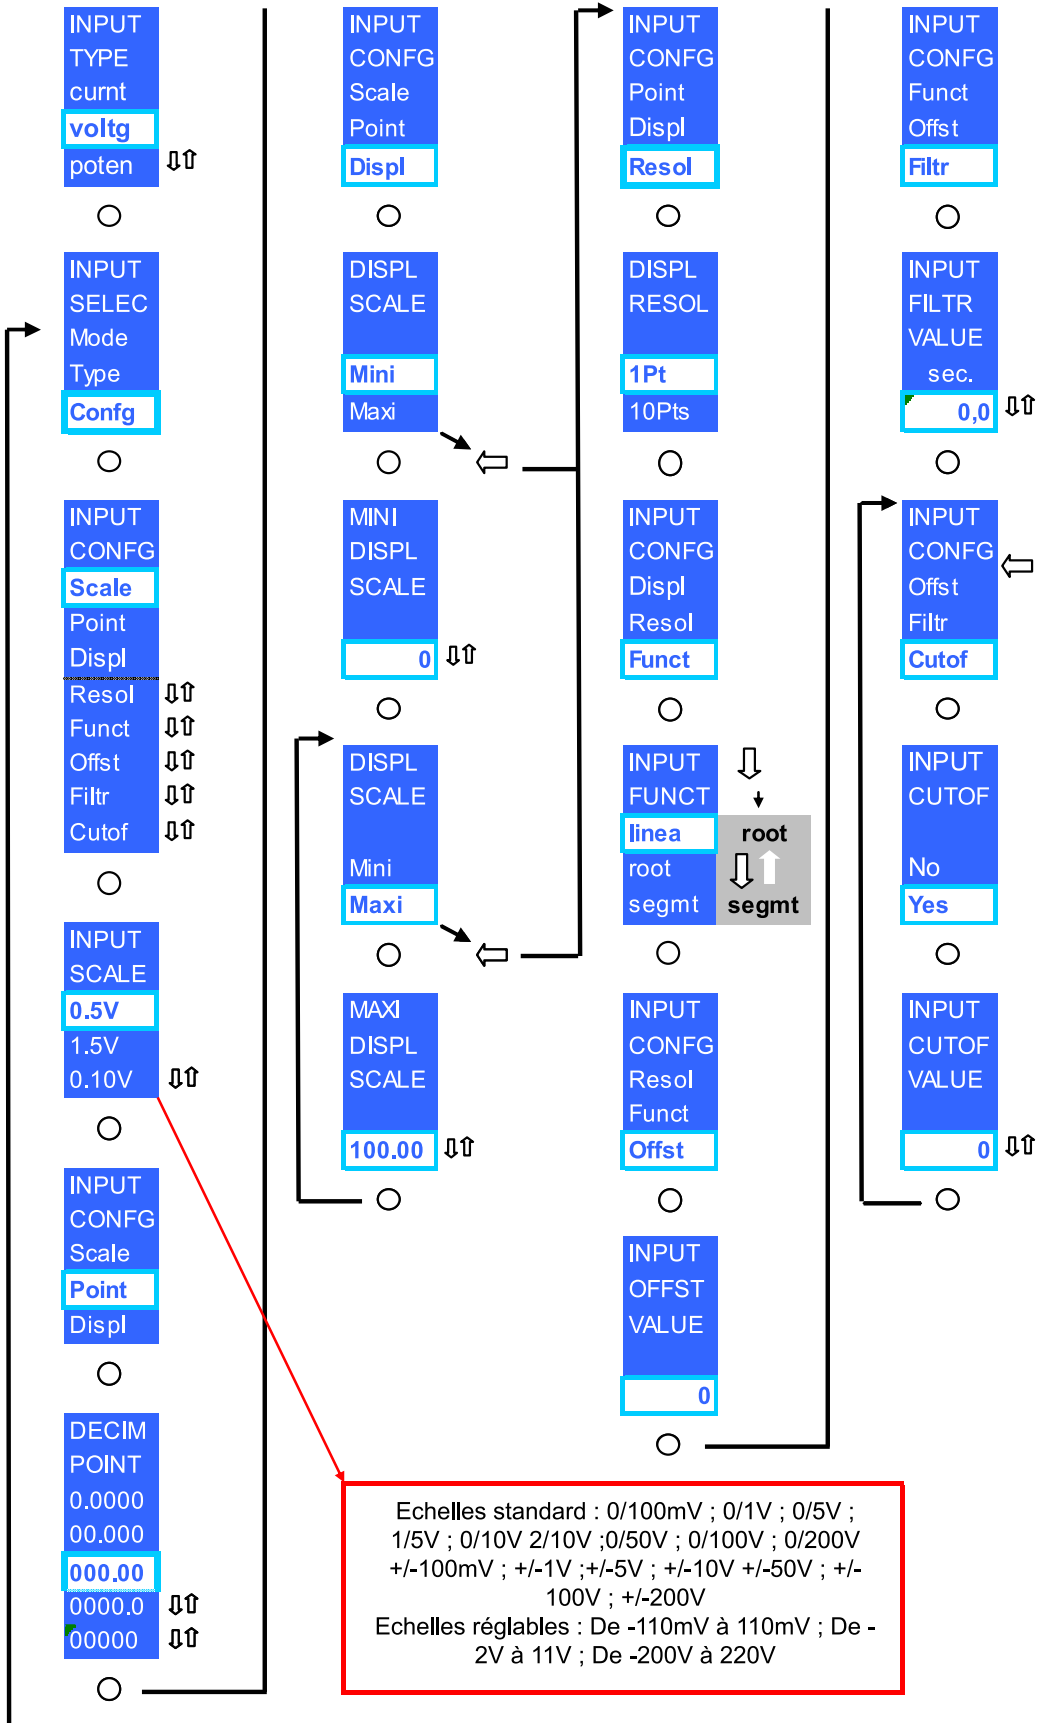 INPUT
TYPE
curnt
voltg
poten
INPUT
SELEC
Mode
Type
Confg
INPUT
CONFG
Scale
Point
Displ
Resol
Funct
Offst
Filtr
Cutof
INPUT
SCALE
0.5V
1.5V
0.10V
INPUT
CONFG
Scale
Point
Displ
DECIM
POINT
0.0000
00.000
000.00
0000.0
00000
INPUT
CONFG
Scale
Point
Displ
DISPL
SCALE
Mini
Maxi
MINI
DISPL
SCALE
0
DISPL
SCALE
Mini
Maxi
MAXI
DISPL
SCALE
100.00
INPUT
CONFG
Point
Displ
Resol
DISPL
RESOL
1Pt
10Pts
INPUT
CONFG
Displ
Resol
Funct
INPUT
FUNCT
linea
root
root
segmt
segmt
INPUT
CONFG
Resol
Funct
Offst
INPUT
OFFST
VALUE
0
INPUT
CONFG
Funct
Offst
Filtr
INPUT
FILTR
VALUE
sec.
0,0
INPUT
CONFG
Offst
Filtr
Cutof
INPUT
CUTOF
No
Yes
INPUT
CUTOF
VALUE
0
Echelles standard : 0/100mV ; 0/1V ; 0/5V ;
1/5V ; 0/10V 2/10V ;0/50V ; 0/100V ; 0/200V
+/-100mV ; +/-1V ;+/-5V ; +/-10V +/-50V ; +/-
100V ; +/-200V
Echelles réglables : De -110mV à 110mV ; De -
2V à 11V ; De -200V à 220V